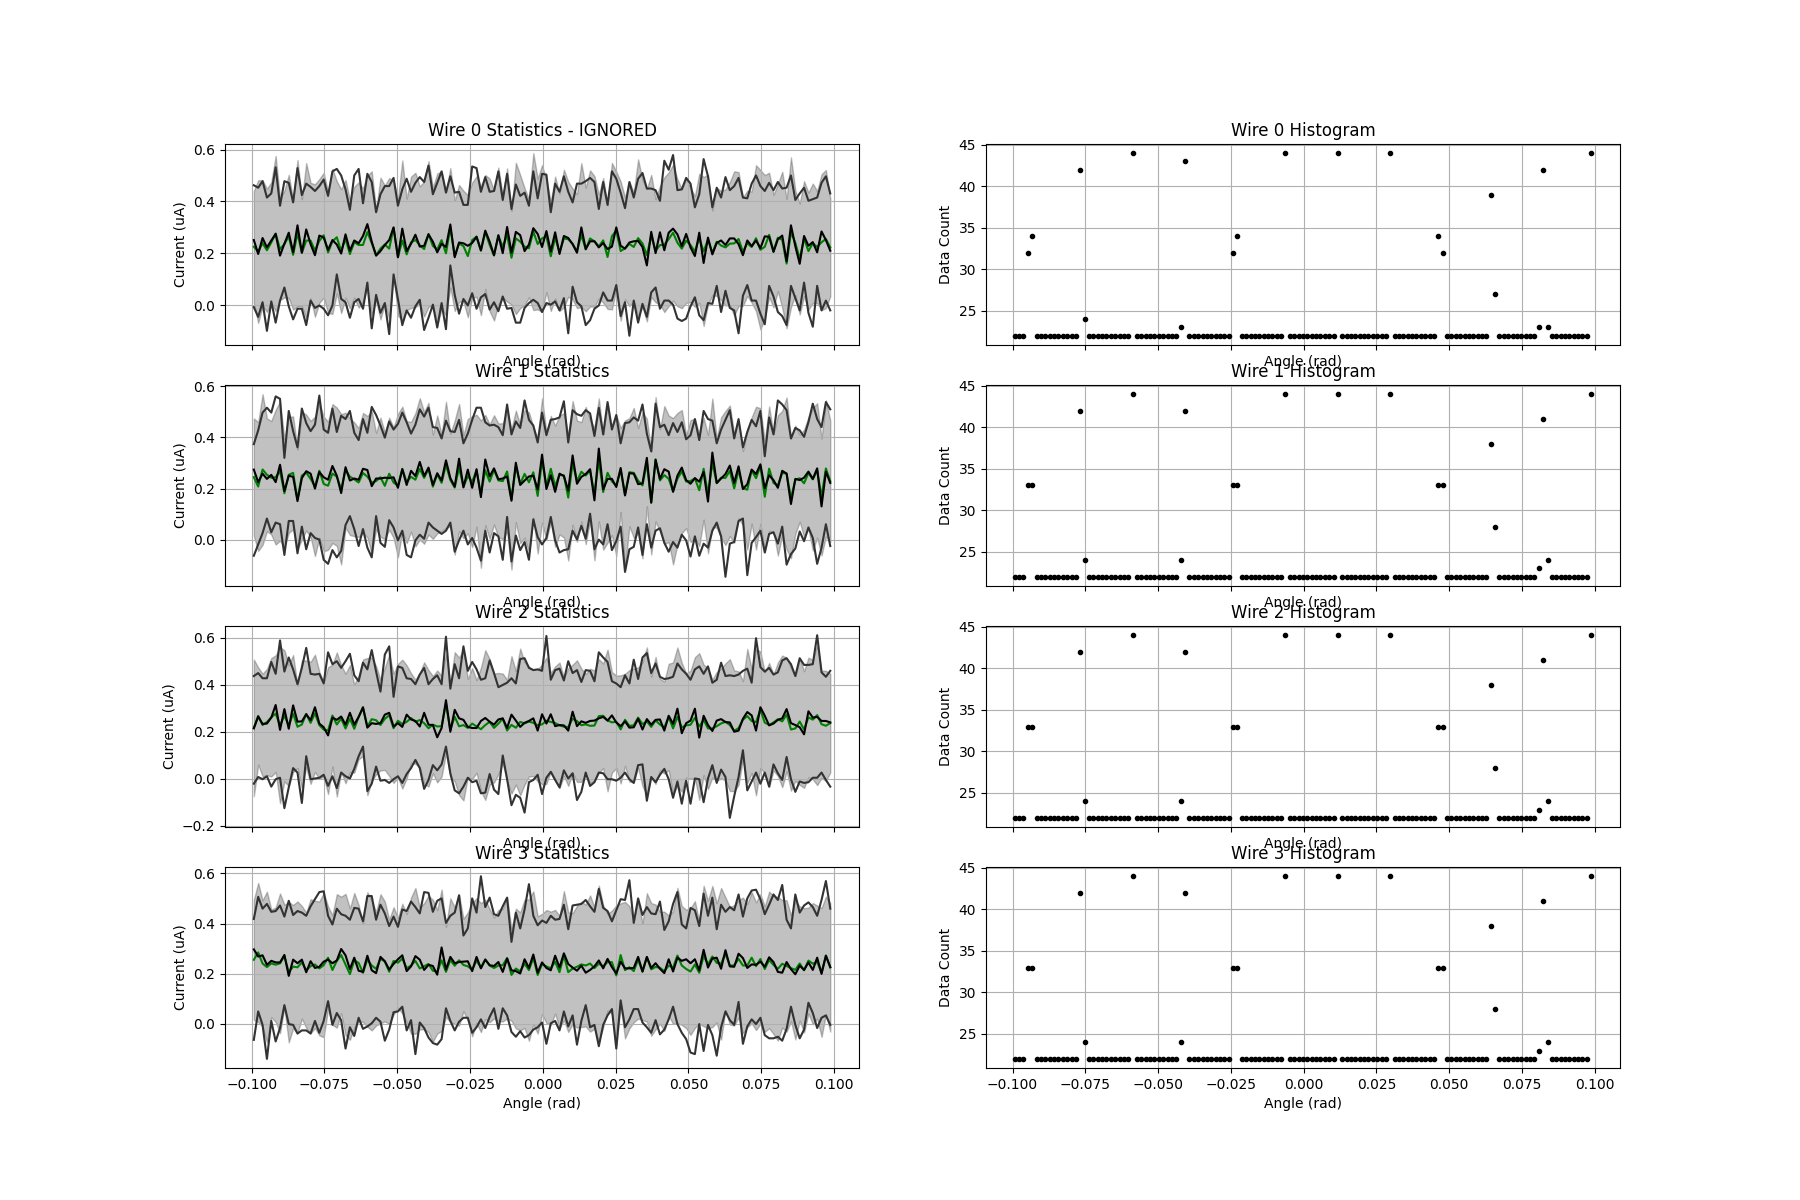 Wire 0 Statistics - IGNORED
Wire 0 Histogram
0.6
0.4
0.2
0.0
Current (uA)
Angle (rad)
45
40
35
30
25
Data Count
Angle (rad)
Wire 1 Statistics
Wire 1 Histogram
0.6
0.4
0.2
0.0
Current (uA)
Angle (rad)
45
40
35
30
25
Data Count
Angle (rad)
Wire 2 Statistics
Wire 2 Histogram
0.6
0.4
0.2
0.0
−0.2
Current (uA)
Angle (rad)
45
40
35
30
25
Data Count
Angle (rad)
Wire 3 Statistics
Wire 3 Histogram
0.6
0.4
0.2
0.0
Current (uA)
−0.100 −0.075 −0.050 −0.025 0.000 0.025 0.050 0.075 0.100
Angle (rad)
45
40
35
30
25
Data Count
−0.100 −0.075 −0.050 −0.025 0.000 0.025 0.050 0.075 0.100
Angle (rad)